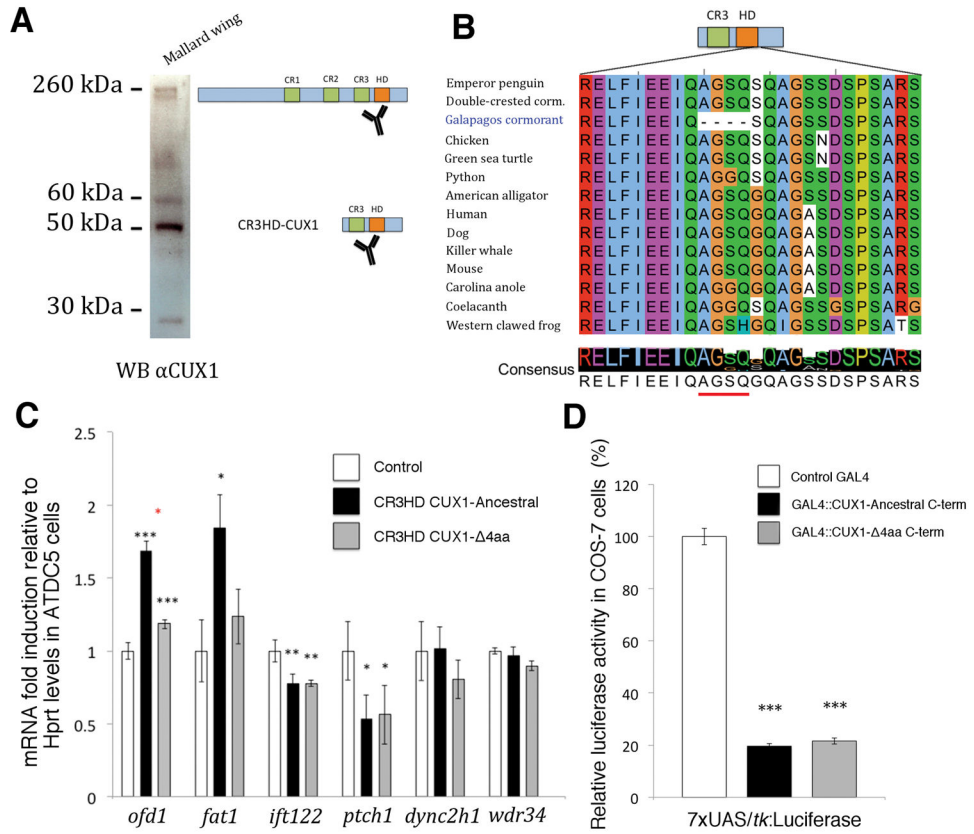 A
Mallard wing
260 kDa
60 kDa
50 kDa
30 kDa
WB αCUX1
CR1
CR2
CR3
HD
CR3HD-CUX1
CR3
HD
B
CR3
HD
Emperor penguin RELFIEEIQAGSQSQAGSSDSPSARS
Double-crested corm. RELFIEEIQAGSQSQAGSSDSPSARS
Galapagos cormorant RELFIEEIQ----SQAGSSDSPSARS
Chicken RELFIEEIQAGSQSQAGSNDSPSARS
Green sea turtle RELFIEEIQAGSQSQAGSNDSPSARS
Python RELFIEEIQAGGQSQAGSSDSPSARS
American alligator RELFIEEIQAGSQGQAGSSDSPSARS
Human RELFIEEIQAGSQGQAGASDSPSARS
Dog RELFIEEIQAGSQGQAGASDSPSARS
Killer whale RELFIEEIQAGSQGQAGASDSPSARS
Mouse RELFIEEIQAGSQGQAGASDSPSARS
Carolina anole RELFIEEIQAGGQGQAGASDSPSARS
Coelacanth RELFIEEIQAGGQSQAGSSGSPSARG
Western clawed frog RELFIEEIQAGSHGQIGSSDSPSATS
Consensus
RELFIEEIQAGSQGQAGSSDSPSARS
C
mRNA fold induction relative to
Hprt levels in ATDC5 cells
2.5
2
1.5
1
0.5
0
Control
CR3HD CUX1-Ancestral
CR3HD CUX1-Δ4aa
*
***
***
*
**
**
*
*
ofd1
fat1
ift122
ptch1
dync2h1
wdr34
D
Relative luciferase activity in COS-7 cells (%)
120
100
80
60
40
20
0
Control GAL4
GAL4::CUX1-Ancestral C-term
GAL4::CUX1-Δ4aa C-term
***
***
7xUAS/tk:Luciferase